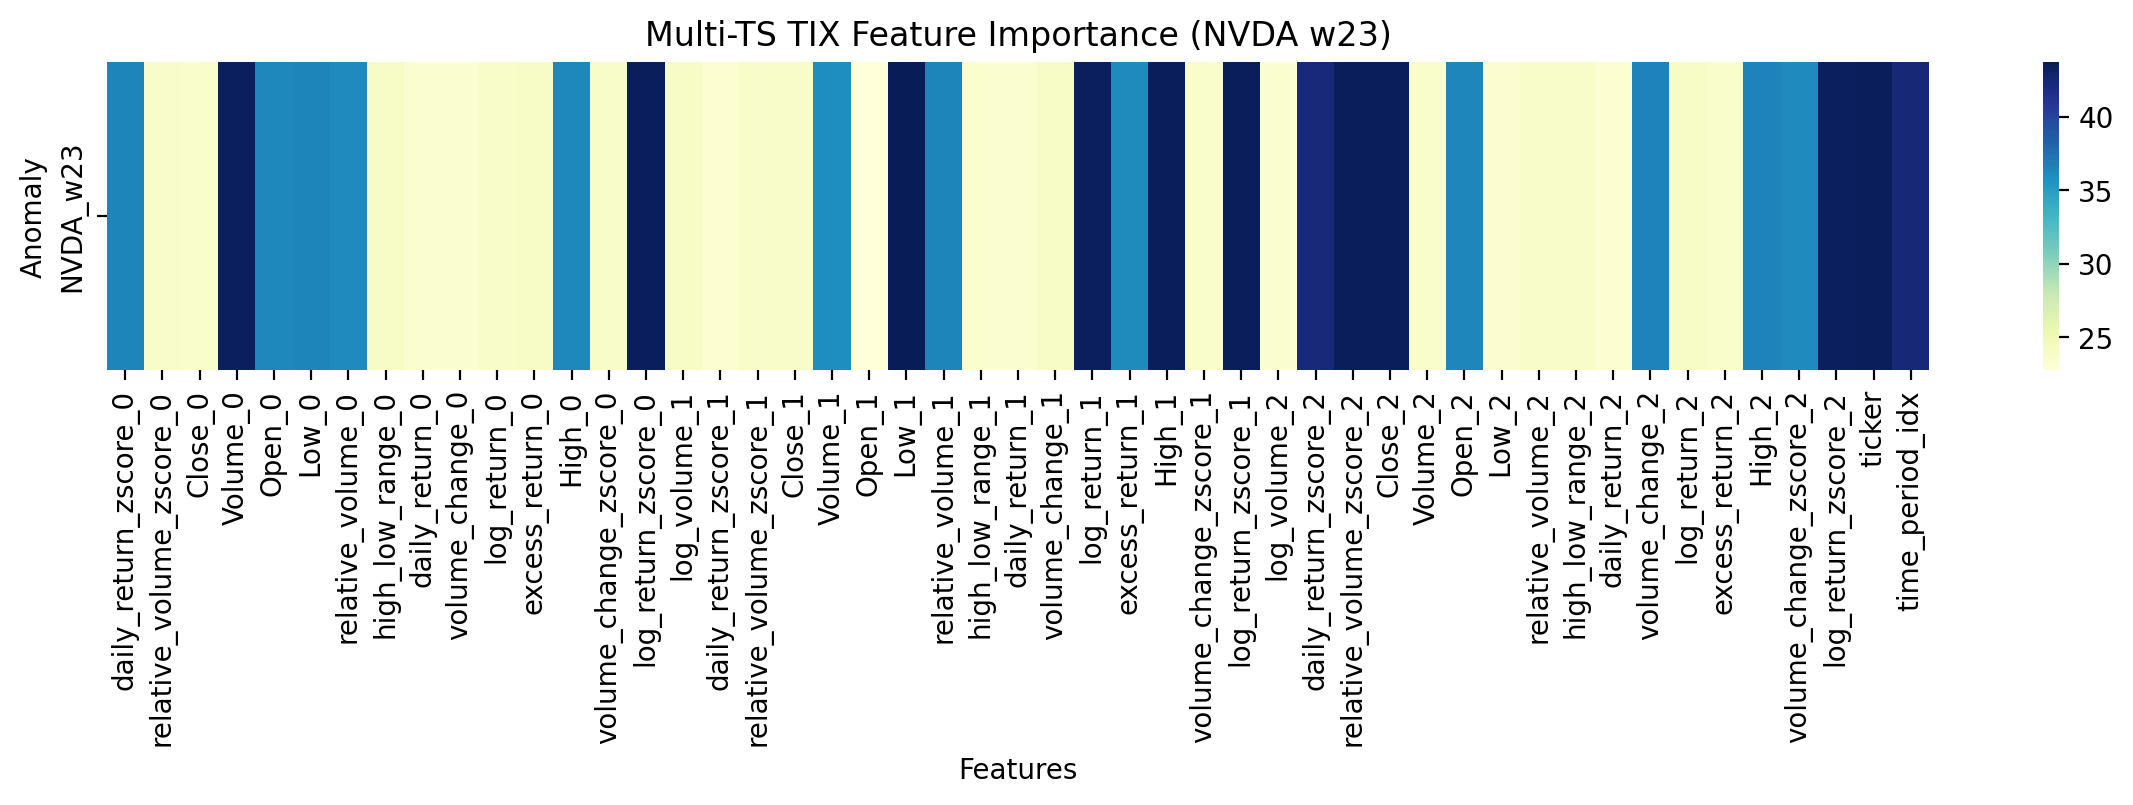 Multi-TS TIX Feature Importance (NVDA w23)
Anomaly
NVDA_w23
40
35
30
25
daily_return_zscore_0
relative_volume_zscore_0
Close_0
Volume_0
Open_0
Low_0
relative_volume_0
high_low_range_0
daily_return_0
volume_change_0
log_return_0
excess_return_0
High_0
volume_change_zscore_0
log_return_zscore_0
log_volume_1
daily_return_zscore_1
relative_volume_zscore_1
Close_1
Volume_1
Open_1
Low_1
relative_volume_1
high_low_range_1
daily_return_1
volume_change_1
log_return_1
excess_return_1
High_1
volume_change_zscore_1
log_return_zscore_1
log_volume_2
daily_return_zscore_2
relative_volume_zscore_2
Close_2
Volume_2
Open_2
Low_2
relative_volume_2
high_low_range_2
daily_return_2
volume_change_2
log_return_2
excess_return_2
High_2
volume_change_zscore_2
log_return_zscore_2
ticker
time_period_idx
Features